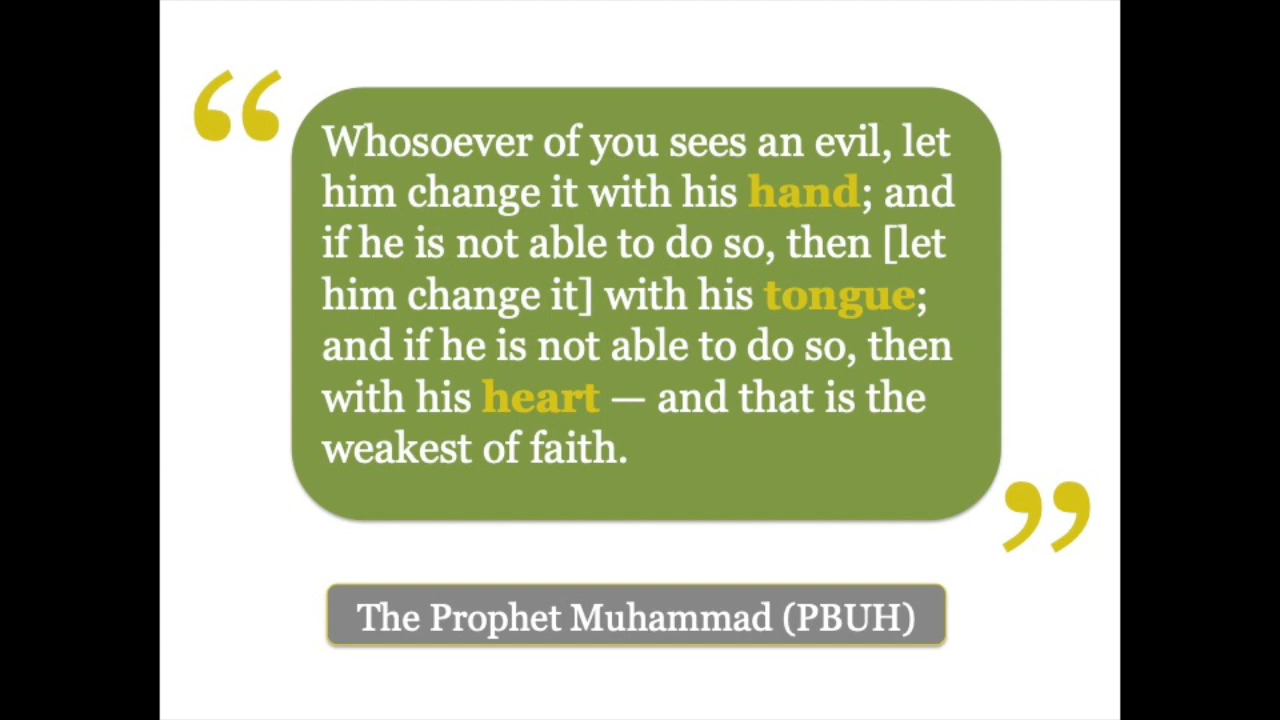 “
Whosoever of you sees an evil, let
him change it with his hand; and
if he is not able to do so, then [let
him change it] with his tongue;
and if he is not able to do so, then
with his heart — and that is the
weakest of faith.
”
The Prophet Muhammad (PBUH)